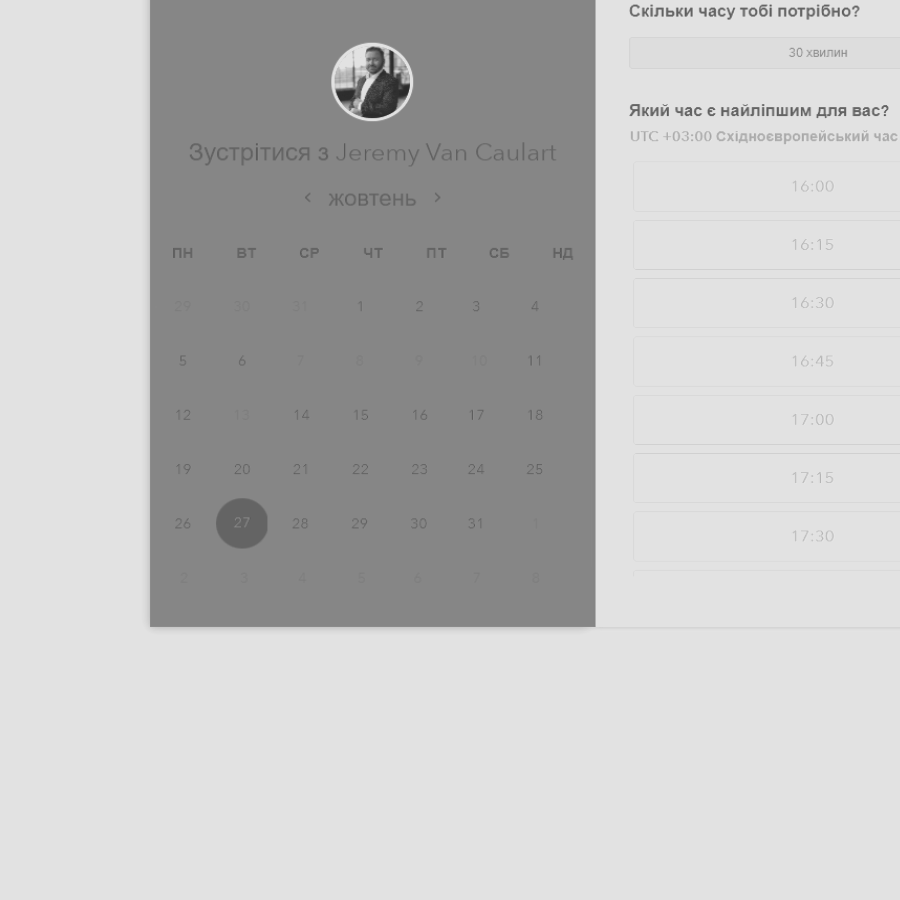 Зустрітися з Jeremy Van Caulart
‹ жовтень ›
ПН ВТ СР ЧТ ПТ СБ НД
29 30 31 1 2 3 4
5 6 7 8 9 10 11
12 13 14 15 16 17 18
19 20 21 22 23 24 25
26 27 28 29 30 31 1
2 3 4 5 6 7 8
Скільки часу тобі потрібно?
30 хвилин
Який час є найліпшим для вас?
UTC +03:00 Східноєвропейський час
16:00
16:15
16:30
16:45
17:00
17:15
17:30